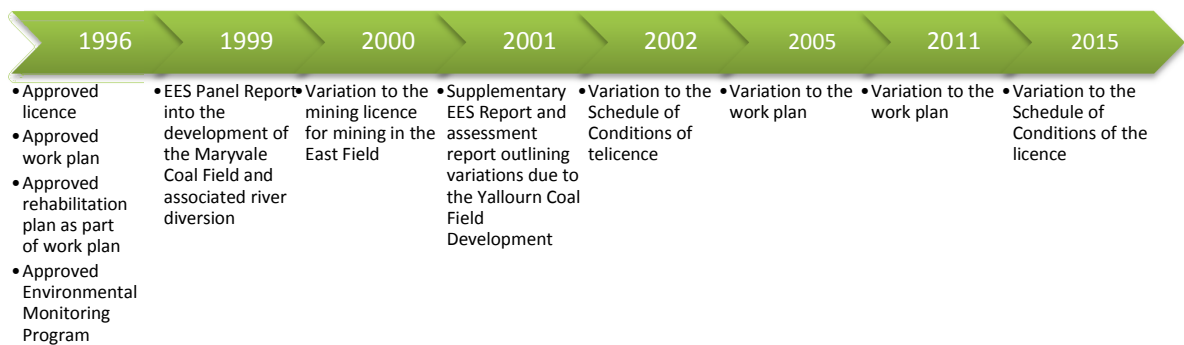 1996
1999
2000
2001
2002
2005
2011
2015
•Approved
licence
•Approved
work plan
•Approved
rehabilitation
plan as part
of work plan
•Approved
Environmental
Monitoring
Program
•EES Panel Report
into the
development of
the Maryvale
Coal Field and
associated river
diversion
•Variation to the
mining licence
for mining in the
East Field
•Supplementary
EES Report and
assessment
report outlining
variations due to
the Yallourn Coal
Field
Development
•Variation to the
Schedule of
Conditions of
telicence
•Variation to the
work plan
•Variation to the
work plan
•Variation to the
Schedule of
Conditions of the
licence